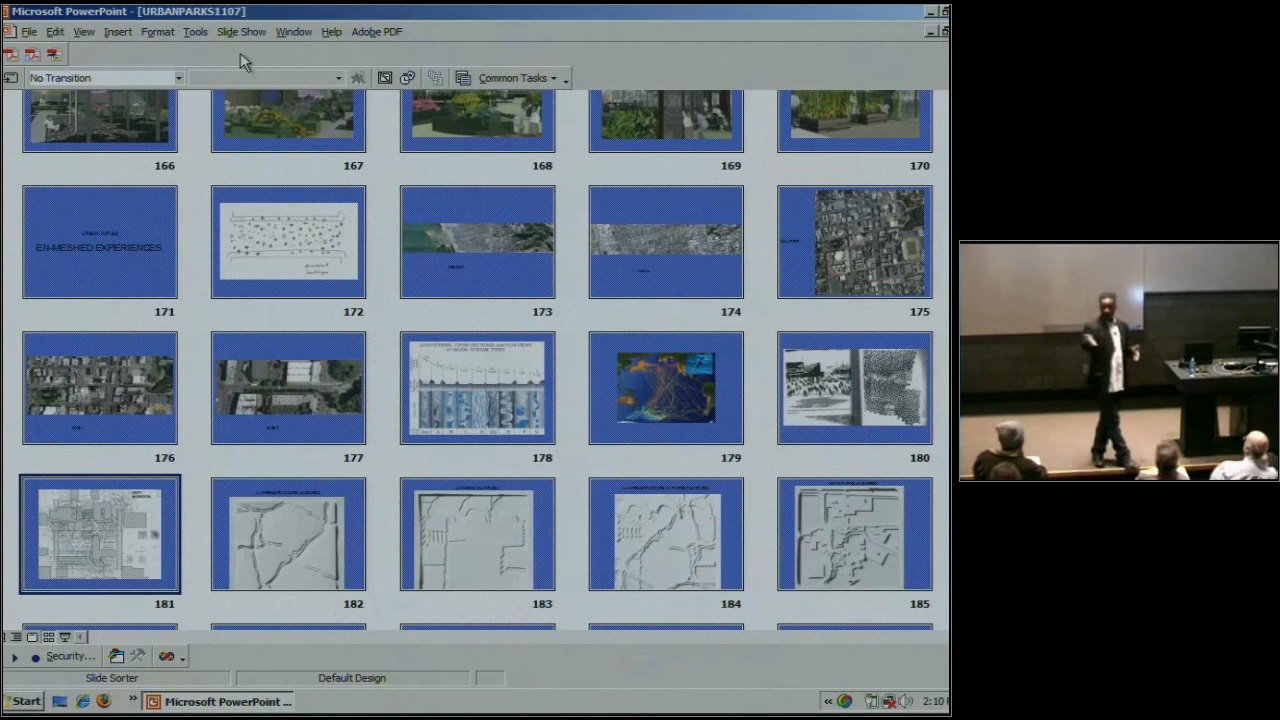 Microsoft PowerPoint - [URBANPARKS1107]
File Edit View Insert Format Tools Slide Show Window Help Adobe PDF
No Transition
Common Tasks
166 167 168 169 170
EN-MESHED EXPERIENCES
171 172 173 174 175
176 177 178 179 180
181 182 183 184 185
Security...
Slide Sorter Default Design
Start Microsoft PowerPoint ... 2:10